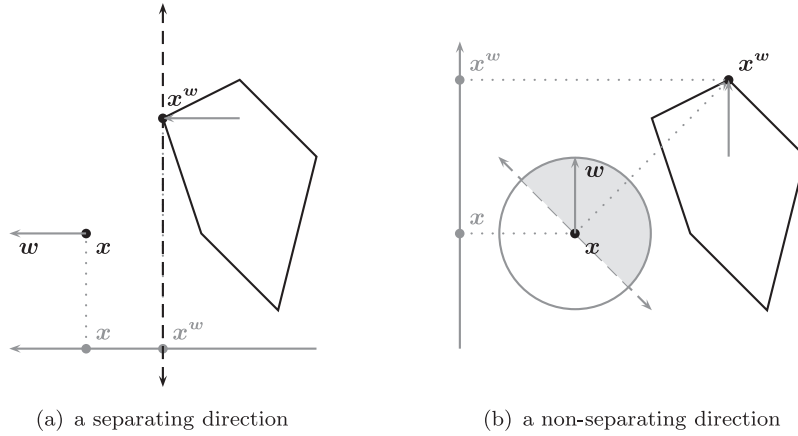 x^w
w
x
x
x^w
(a) a separating direction
x^w
x^w
w
x
x
(b) a non-separating direction